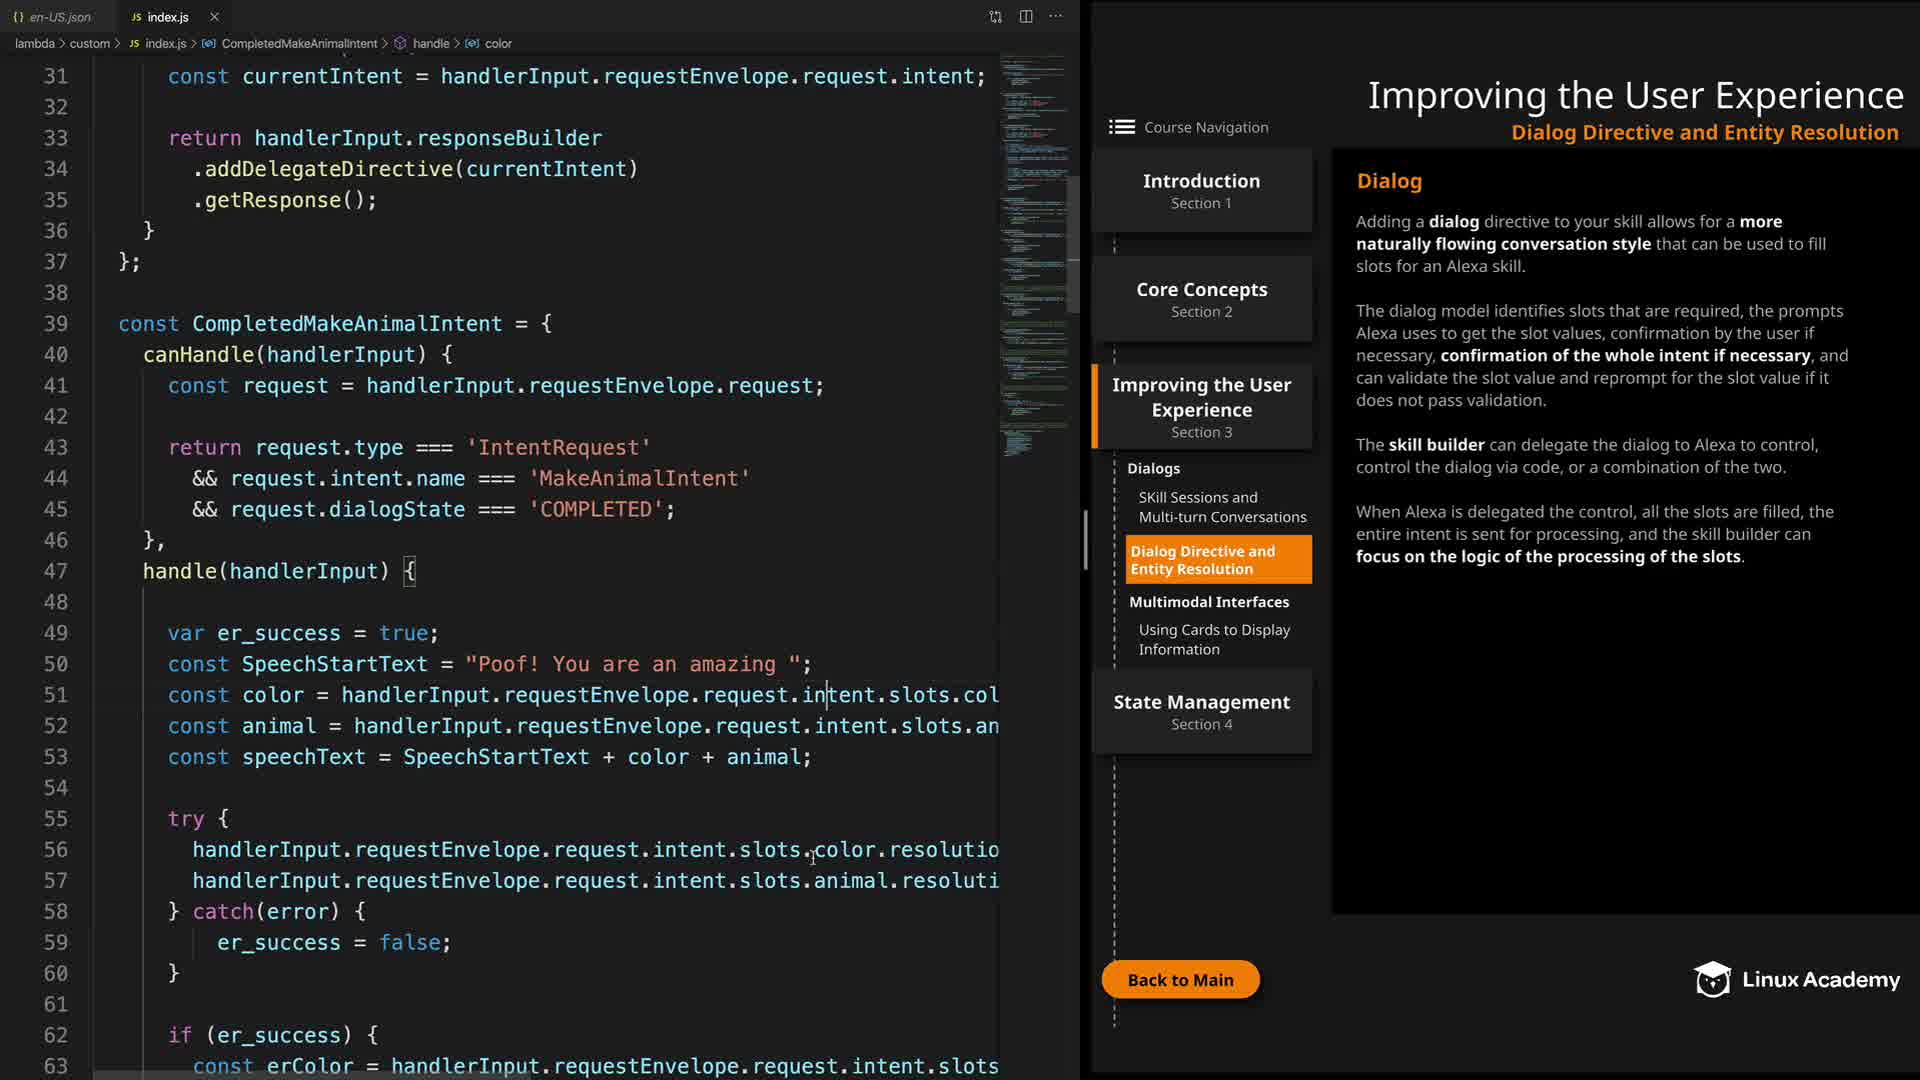 {} en-US.json
JS index.js
lambda > custom > JS index.js > CompletedMakeAnimalIntent > handle > color
31 const currentIntent = handlerInput.requestEnvelope.request.intent;
32
33 return handlerInput.responseBuilder
34 .addDelegateDirective(currentIntent)
35 .getResponse();
36 }
37 };
38
39 const CompletedMakeAnimalIntent = {
40 canHandle(handlerInput) {
41 const request = handlerInput.requestEnvelope.request;
42
43 return request.type === 'IntentRequest'
44 && request.intent.name === 'MakeAnimalIntent'
45 && request.dialogState === 'COMPLETED';
46 },
47 handle(handlerInput) {
48
49 var er_success = true;
50 const SpeechStartText = "Poof! You are an amazing ";
51 const color = handlerInput.requestEnvelope.request.intent.slots.col
52 const animal = handlerInput.requestEnvelope.request.intent.slots.an
53 const speechText = SpeechStartText + color + animal;
54
55 try {
56 handlerInput.requestEnvelope.request.intent.slots.color.resolutio
57 handlerInput.requestEnvelope.request.intent.slots.animal.resoluti
58 } catch(error) {
59 er_success = false;
60 }
61
62 if (er_success) {
63 const erColor = handlerInput.requestEnvelope.request.intent.slots
Improving the User Experience
Dialog Directive and Entity Resolution
Course Navigation
Introduction
Section 1
Core Concepts
Section 2
Improving the User
Experience
Section 3
Dialogs
SKill Sessions and
Multi-turn Conversations
Dialog Directive and
Entity Resolution
Multimodal Interfaces
Using Cards to Display
Information
State Management
Section 4
Back to Main
Dialog
Adding a dialog directive to your skill allows for a more
naturally flowing conversation style that can be used to fill
slots for an Alexa skill.
The dialog model identifies slots that are required, the prompts
Alexa uses to get the slot values, confirmation by the user if
necessary, confirmation of the whole intent if necessary, and
can validate the slot value and reprompt for the slot value if it
does not pass validation.
The skill builder can delegate the dialog to Alexa to control,
control the dialog via code, or a combination of the two.
When Alexa is delegated the control, all the slots are filled, the
entire intent is sent for processing, and the skill builder can
focus on the logic of the processing of the slots.
Linux Academy